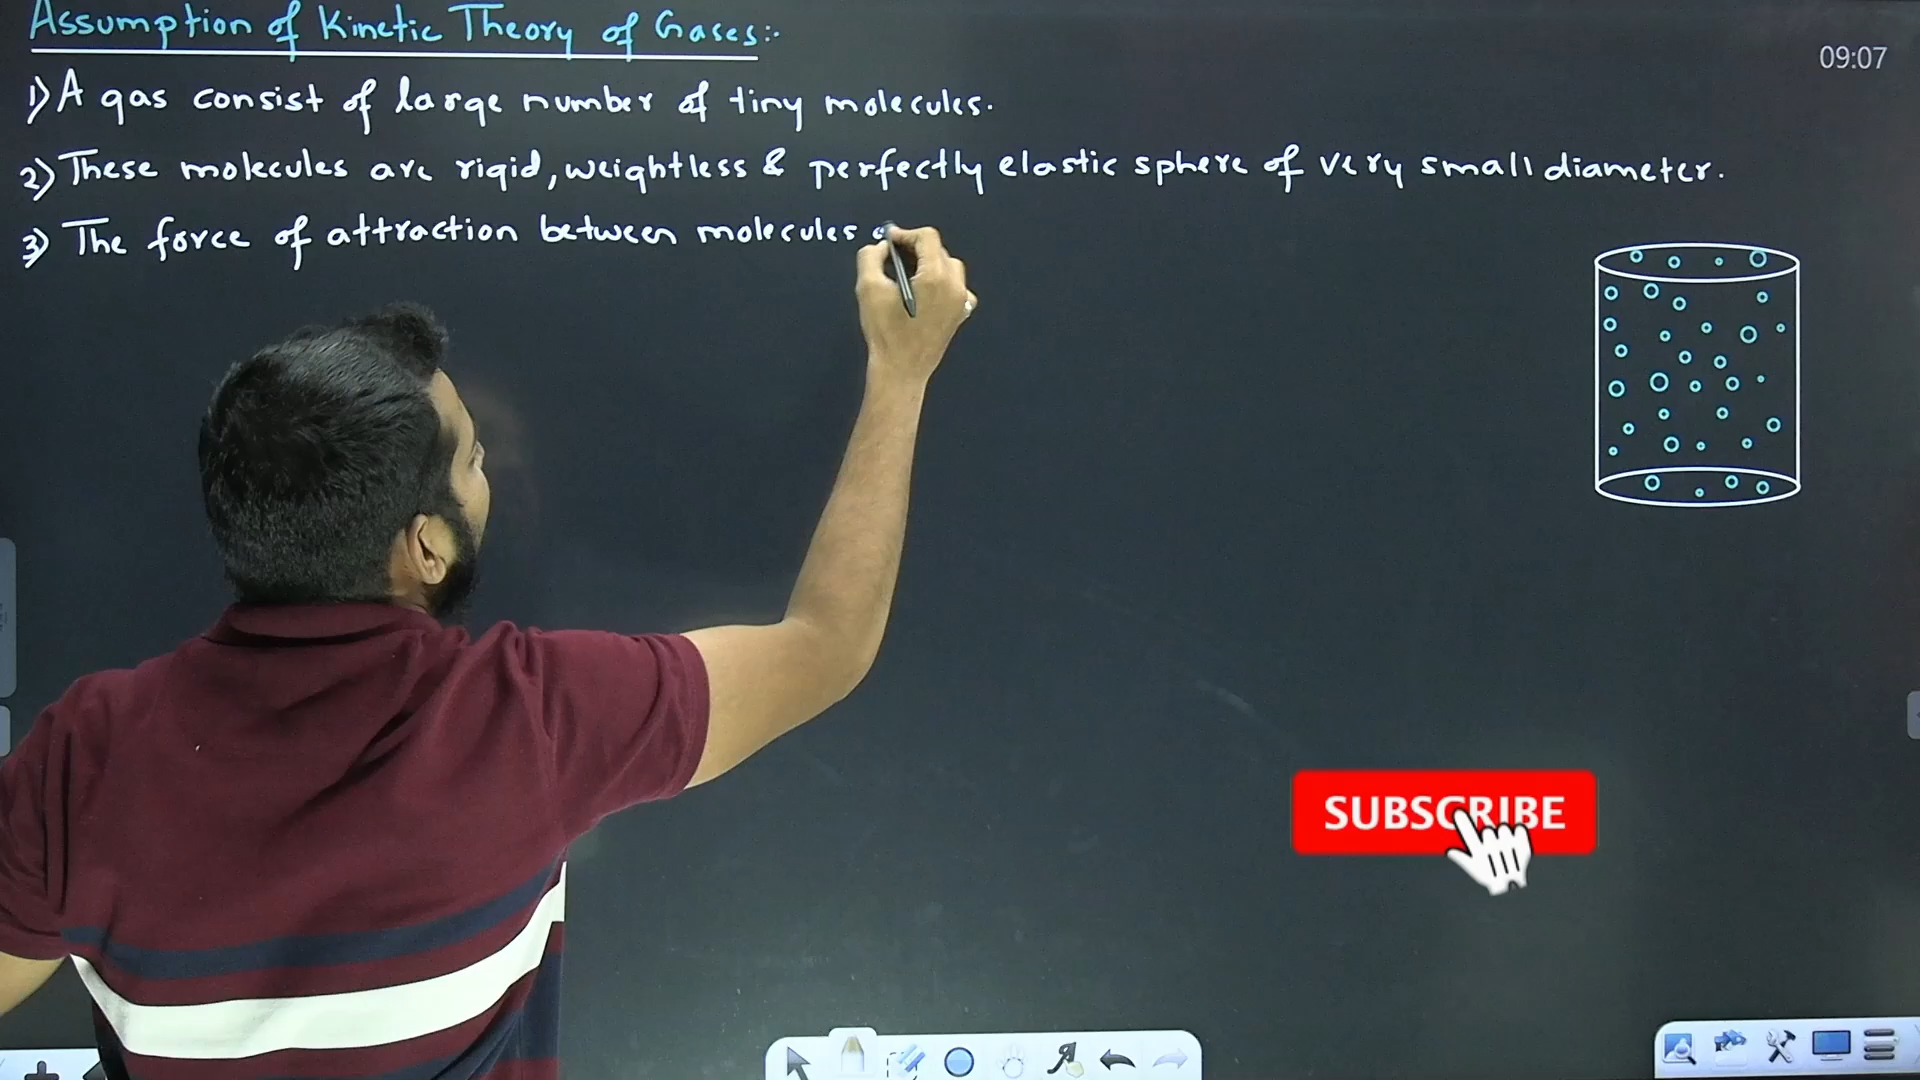 Assumption of Kinetic Theory of Gases:-
09:07
1) A gas consist of large number of tiny molecules.
2) These molecules are rigid, weightless & perfectly elastic sphere of very small diameter.
3) The force of attraction between molecules
SUBSCRIBE